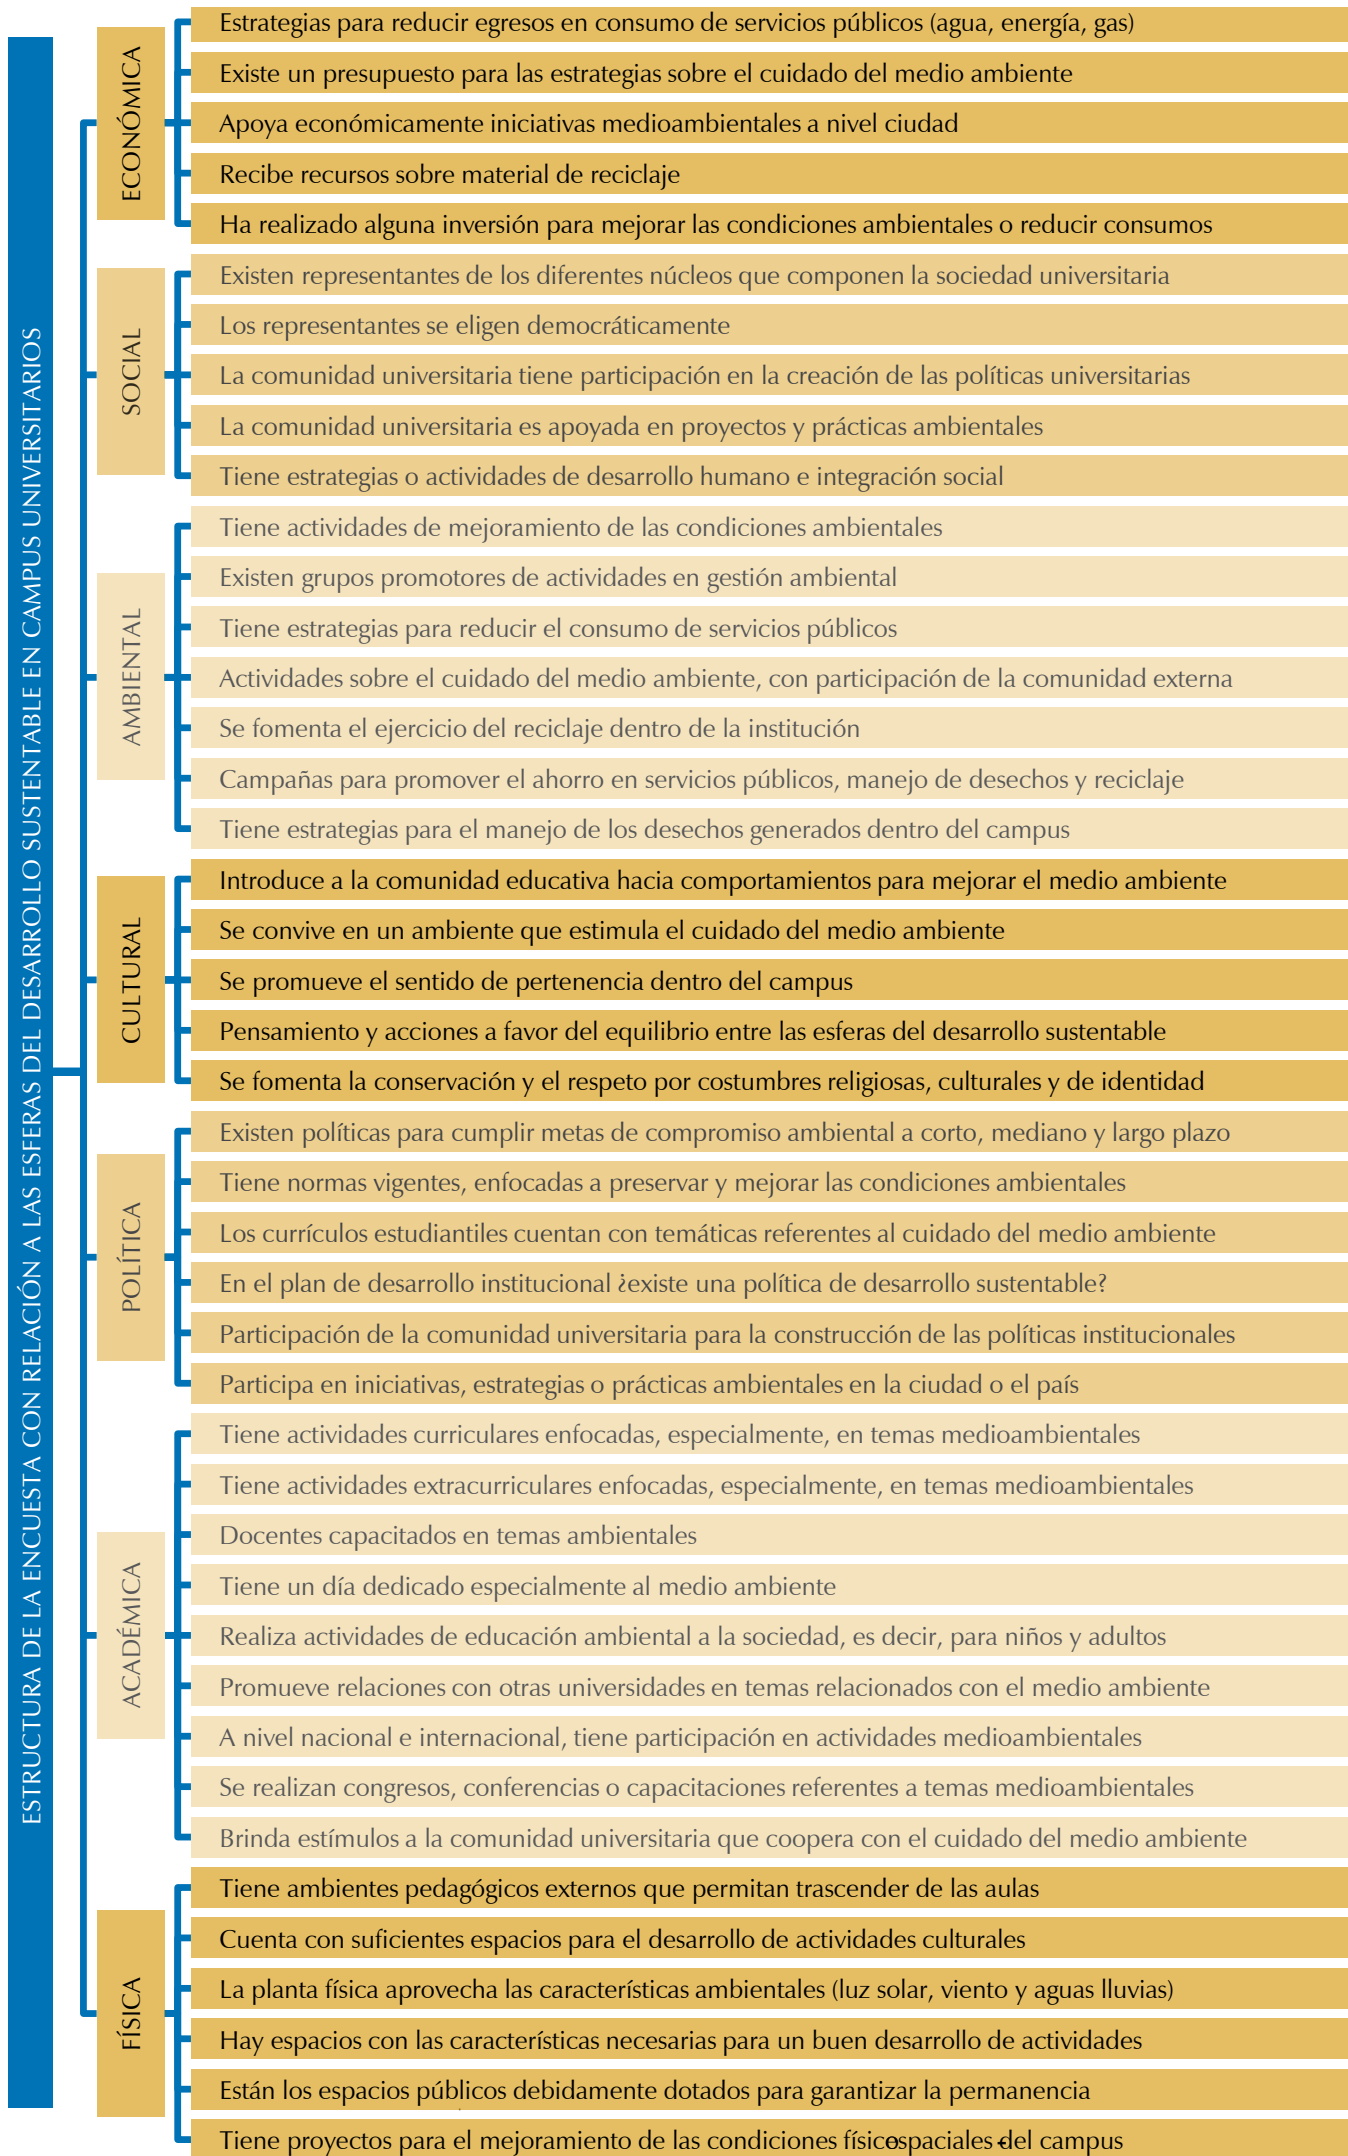 ESTRUCTURA DE LA ENCUESTA CON RELACIÓN A LAS ESFERAS DEL DESARROLLO SUSTENTABLE EN CAMPUS UNIVERSITARIOS
ECONÓMICA
Estrategias para reducir egresos en consumo de servicios públicos (agua, energía, gas)
Existe un presupuesto para las estrategias sobre el cuidado del medio ambiente
Apoya económicamente iniciativas medioambientales a nivel ciudad
Recibe recursos sobre material de reciclaje
Ha realizado alguna inversión para mejorar las condiciones ambientales o reducir consumos
SOCIAL
Existen representantes de los diferentes núcleos que componen la sociedad universitaria
Los representantes se eligen democráticamente
La comunidad universitaria tiene participación en la creación de las políticas universitarias
La comunidad universitaria es apoyada en proyectos y prácticas ambientales
Tiene estrategias o actividades de desarrollo humano e integración social
AMBIENTAL
Tiene actividades de mejoramiento de las condiciones ambientales
Existen grupos promotores de actividades en gestión ambiental
Tiene estrategias para reducir el consumo de servicios públicos
Actividades sobre el cuidado del medio ambiente, con participación de la comunidad externa
Se fomenta el ejercicio del reciclaje dentro de la institución
Campañas para promover el ahorro en servicios públicos, manejo de desechos y reciclaje
Tiene estrategias para el manejo de los desechos generados dentro del campus
CULTURAL
Introduce a la comunidad educativa hacia comportamientos para mejorar el medio ambiente
Se convive en un ambiente que estimula el cuidado del medio ambiente
Se promueve el sentido de pertenencia dentro del campus
Pensamiento y acciones a favor del equilibrio entre las esferas del desarrollo sustentable
Se fomenta la conservación y el respeto por costumbres religiosas, culturales y de identidad
POLÍTICA
Existen políticas para cumplir metas de compromiso ambiental a corto, mediano y largo plazo
Tiene normas vigentes, enfocadas a preservar y mejorar las condiciones ambientales
Los currículos estudiantiles cuentan con temáticas referentes al cuidado del medio ambiente
En el plan de desarrollo institucional ¿existe una política de desarrollo sustentable?
Participación de la comunidad universitaria para la construcción de las políticas institucionales
Participa en iniciativas, estrategias o prácticas ambientales en la ciudad o el país
ACADÉMICA
Tiene actividades curriculares enfocadas, especialmente, en temas medioambientales
Tiene actividades extracurriculares enfocadas, especialmente, en temas medioambientales
Docentes capacitados en temas ambientales
Tiene un día dedicado especialmente al medio ambiente
Realiza actividades de educación ambiental a la sociedad, es decir, para niños y adultos
Promueve relaciones con otras universidades en temas relacionados con el medio ambiente
A nivel nacional e internacional, tiene participación en actividades medioambientales
Se realizan congresos, conferencias o capacitaciones referentes a temas medioambientales
Brinda estímulos a la comunidad universitaria que coopera con el cuidado del medio ambiente
FÍSICA
Tiene ambientes pedagógicos externos que permitan trascender de las aulas
Cuenta con suficientes espacios para el desarrollo de actividades culturales
La planta física aprovecha las características ambientales (luz solar, viento y aguas lluvias)
Hay espacios con las características necesarias para un buen desarrollo de actividades
Están los espacios públicos debidamente dotados para garantizar la permanencia
Tiene proyectos para el mejoramiento de las condiciones físicospaciales del campus